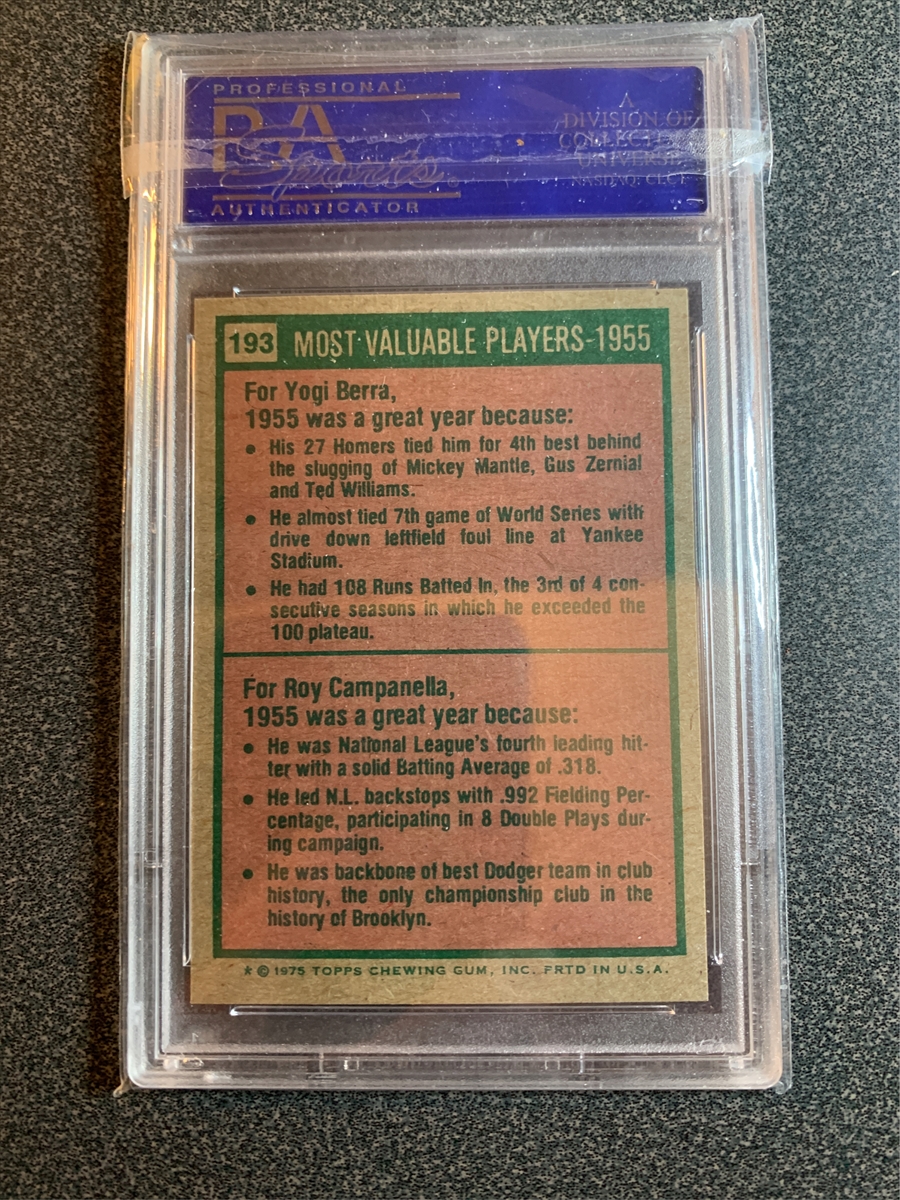 PROFESSIONAL
PSA
Sports
AUTHENTICATOR
A
DIVISION OF
COLLECTORS
UNIVERSE
NASDAQ: CLCT
193 MOST VALUABLE PLAYERS-1955
For Yogi Berra,
1955 was a great year because:
• His 27 Homers tied him for 4th best behind
the slugging of Mickey Mantle, Gus Zernial
and Ted Williams.
• He almost tied 7th game of World Series with
drive down leftfield foul line at Yankee
Stadium.
• He had 108 Runs Batted In, the 3rd of 4 con-
secutive seasons in which he exceeded the
100 plateau.
For Roy Campanella,
1955 was a great year because:
• He was National League's fourth leading hit-
ter with a solid Batting Average of .318.
• He led N.L. backstops with .992 Fielding Per-
centage, participating in 8 Double Plays dur-
ing campaign.
• He was backbone of best Dodger team in club
history, the only championship club in the
history of Brooklyn.
* © 1975 TOPPS CHEWING GUM, INC. PRTD IN U.S.A.